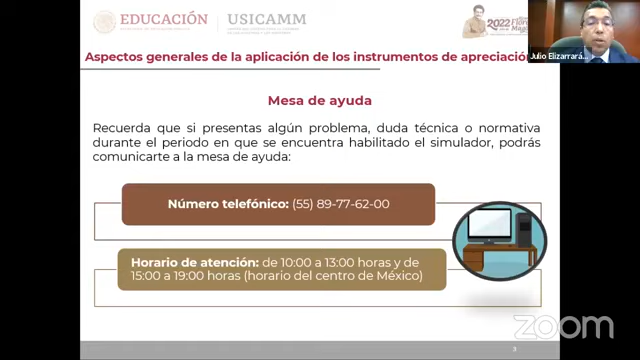 EDUCACIÓN
USICAMM
2022 Flores
Magón
Julio Elizarrará...
Aspectos generales de la aplicación de los instrumentos de apreciación
Mesa de ayuda
Recuerda que si presentas algún problema, duda técnica o normativa
durante el periodo en que se encuentra habilitado el simulador, podrás
comunicarte a la mesa de ayuda:
Número telefónico: (55) 89-77-62-00
Horario de atención: de 10:00 a 13:00 horas y de
15:00 a 19:00 horas (horario del centro de México)
zoom
3